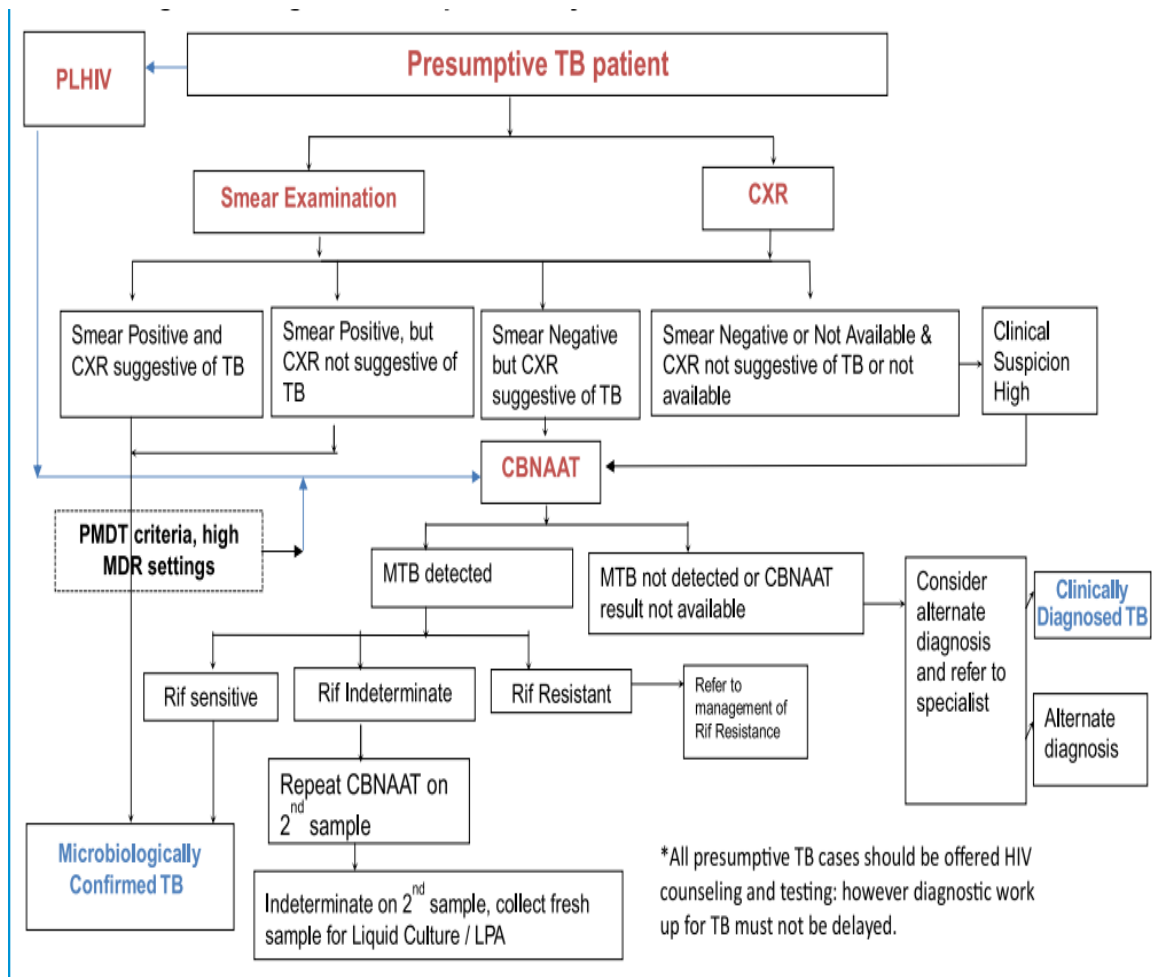 PLHIV
Presumptive TB patient
Smear Examination
CXR
Smear Positive and
CXR suggestive of TB
Smear Positive, but
CXR not suggestive of
TB
Smear Negative
but CXR
suggestive of TB
Smear Negative or Not Available &
CXR not suggestive of TB or not
available
Clinical
Suspicion
High
CBNAAT
PMDT criteria, high
MDR settings
MTB detected
MTB not detected or CBNAAT
result not available
Consider
alternate
diagnosis
and refer to
specialist
Clinically
Diagnosed TB
Alternate
diagnosis
Rif sensitive
Rif Indeterminate
Rif Resistant
Refer to
management of
Rif Resistance
Repeat CBNAAT on
2nd sample
Microbiologically
Confirmed TB
Indeterminate on 2nd sample, collect fresh
sample for Liquid Culture / LPA
*All presumptive TB cases should be offered HIV
counseling and testing: however diagnostic work
up for TB must not be delayed.